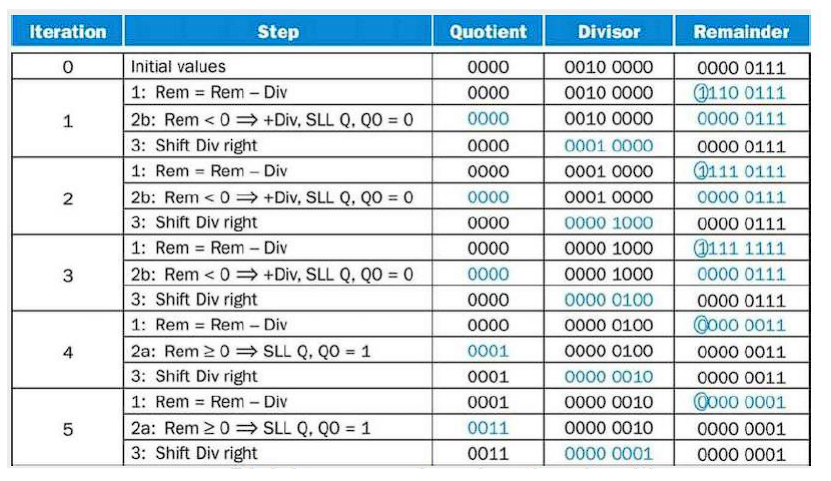 Iteration Step Quotient Divisor Remainder
0 Initial values 0000 0010 0000 0000 0111
1: Rem = Rem – Div 0000 0010 0000 1110 0111
1 2b: Rem < 0 ⟹ +Div, SLL Q, Q0 = 0 0000 0010 0000 0000 0111
3: Shift Div right 0000 0001 0000 0000 0111
1: Rem = Rem – Div 0000 0001 0000 1111 0111
2 2b: Rem < 0 ⟹ +Div, SLL Q, Q0 = 0 0000 0001 0000 0000 0111
3: Shift Div right 0000 0000 1000 0000 0111
1: Rem = Rem – Div 0000 0000 1000 1111 1111
3 2b: Rem < 0 ⟹ +Div, SLL Q, Q0 = 0 0000 0000 1000 0000 0111
3: Shift Div right 0000 0000 0100 0000 0111
1: Rem = Rem – Div 0000 0000 0100 0000 0011
4 2a: Rem ≥ 0 ⟹ SLL Q, Q0 = 1 0001 0000 0100 0000 0011
3: Shift Div right 0001 0000 0010 0000 0011
1: Rem = Rem – Div 0001 0000 0010 0000 0001
5 2a: Rem ≥ 0 ⟹ SLL Q, Q0 = 1 0011 0000 0010 0000 0001
3: Shift Div right 0011 0000 0001 0000 0001